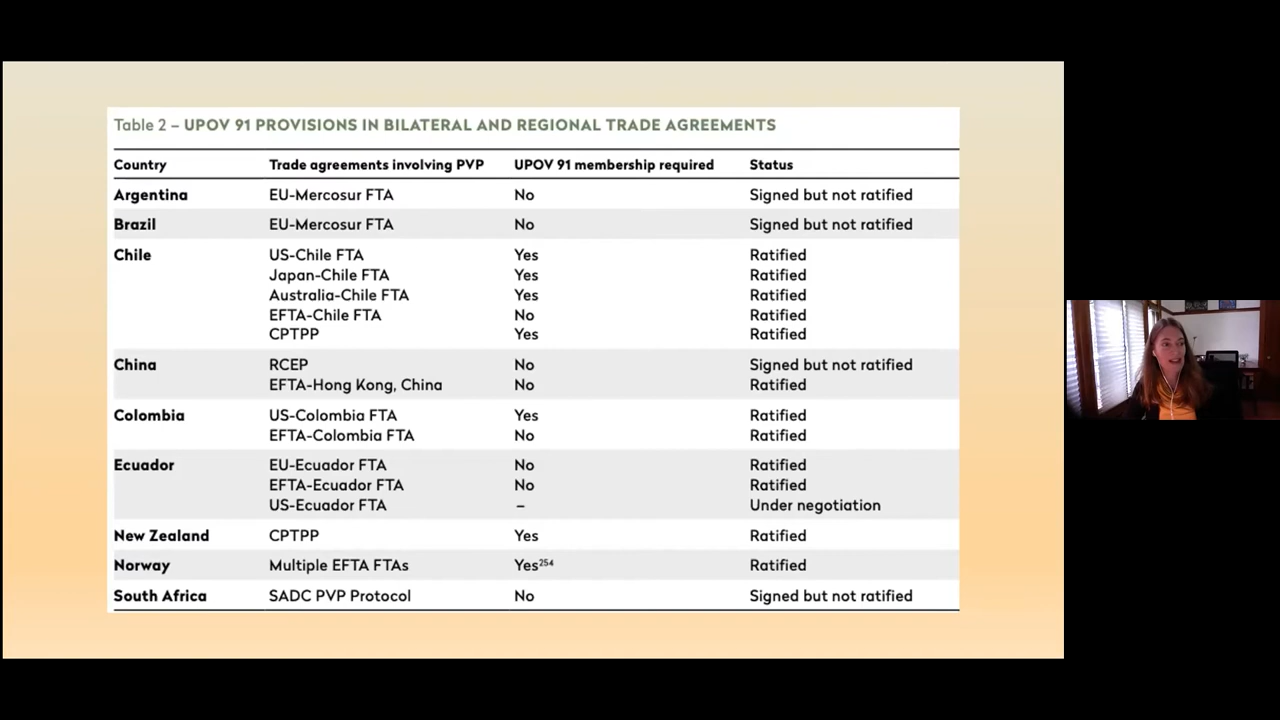 Table 2 – UPOV 91 PROVISIONS IN BILATERAL AND REGIONAL TRADE AGREEMENTS
Country Trade agreements involving PVP UPOV 91 membership required Status
Argentina EU-Mercosur FTA No Signed but not ratified
Brazil EU-Mercosur FTA No Signed but not ratified
Chile US-Chile FTA Yes Ratified
Japan-Chile FTA Yes Ratified
Australia-Chile FTA Yes Ratified
EFTA-Chile FTA No Ratified
CPTPP Yes Ratified
China RCEP No Signed but not ratified
EFTA-Hong Kong, China No Ratified
Colombia US-Colombia FTA Yes Ratified
EFTA-Colombia FTA No Ratified
Ecuador EU-Ecuador FTA No Ratified
EFTA-Ecuador FTA No Ratified
US-Ecuador FTA – Under negotiation
New Zealand CPTPP Yes Ratified
Norway Multiple EFTA FTAs Yes²⁵⁴ Ratified
South Africa SADC PVP Protocol No Signed but not ratified